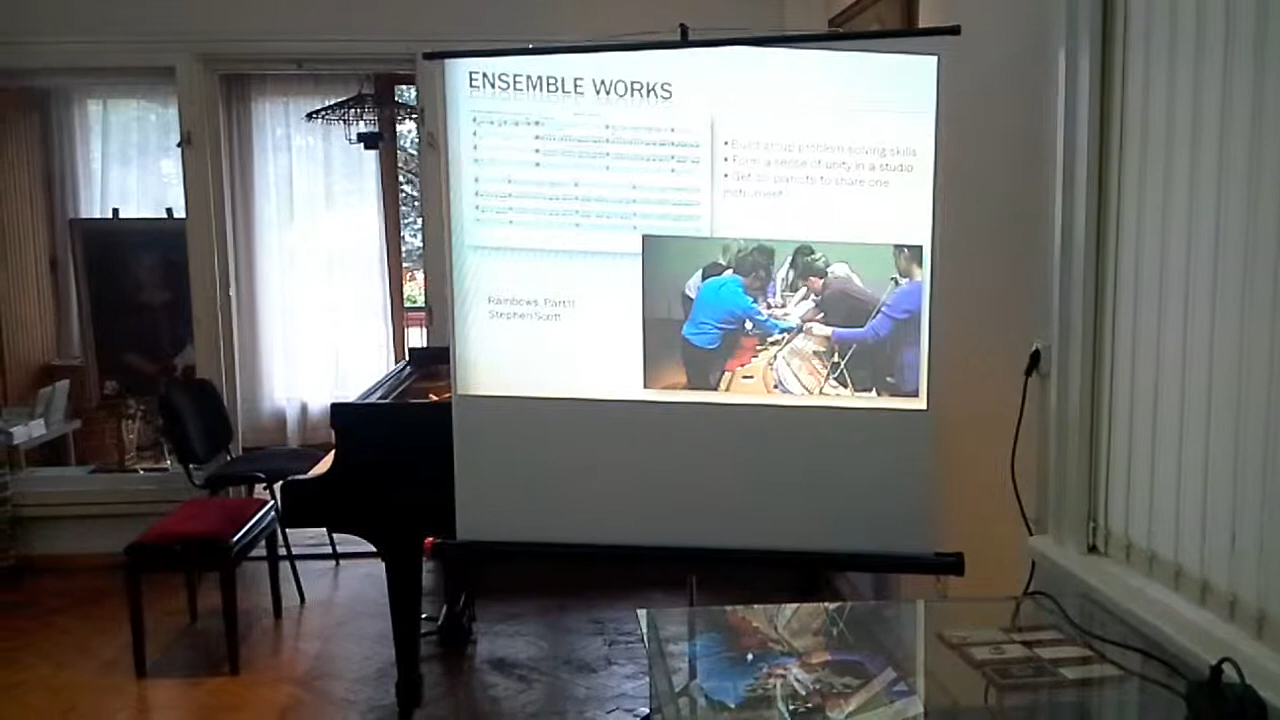 ENSEMBLE WORKS
• Build group problem solving skills
• Form a sense of unity in a studio
• Get 10 pianists to share one
instrument!
Rainbows, Part II
Stephen Scott